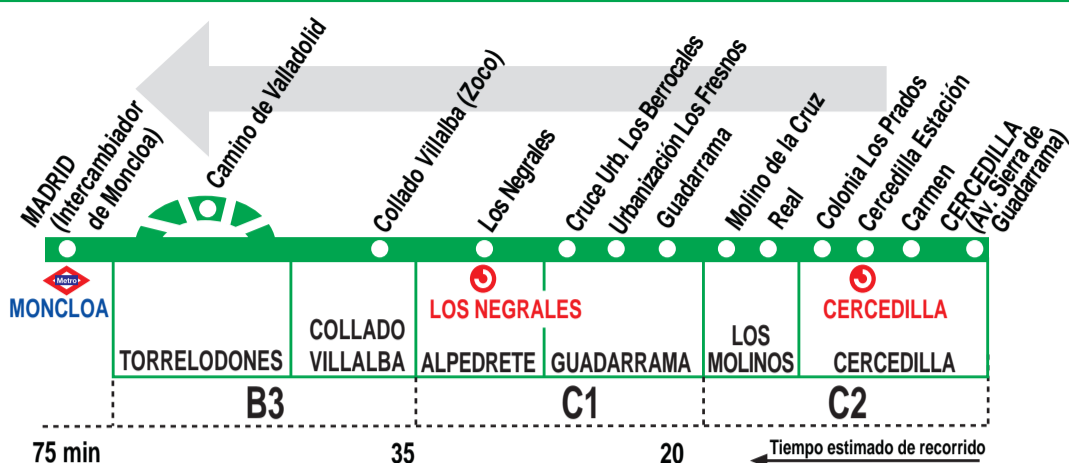 MADRID
(Intercambiador
de Moncloa)
Camino de Valladolid
Collado Villalba (Zoco)
Los Negrales
Cruce Urb. Los Berrocales
Urbanización Los Fresnos
Guadarrama
Molino de la Cruz
Real
Colonia Los Prados
Cercedilla Estación
Carmen
CERCEDILLA
(Av. Sierra de
Guadarrama)
Metro
MONCLOA
LOS NEGRALES
CERCEDILLA
TORRELODONES
COLLADO
VILLALBA
ALPEDRETE
GUADARRAMA
LOS
MOLINOS
CERCEDILLA
B3
C1
C2
75 min
35
20
Tiempo estimado de recorrido